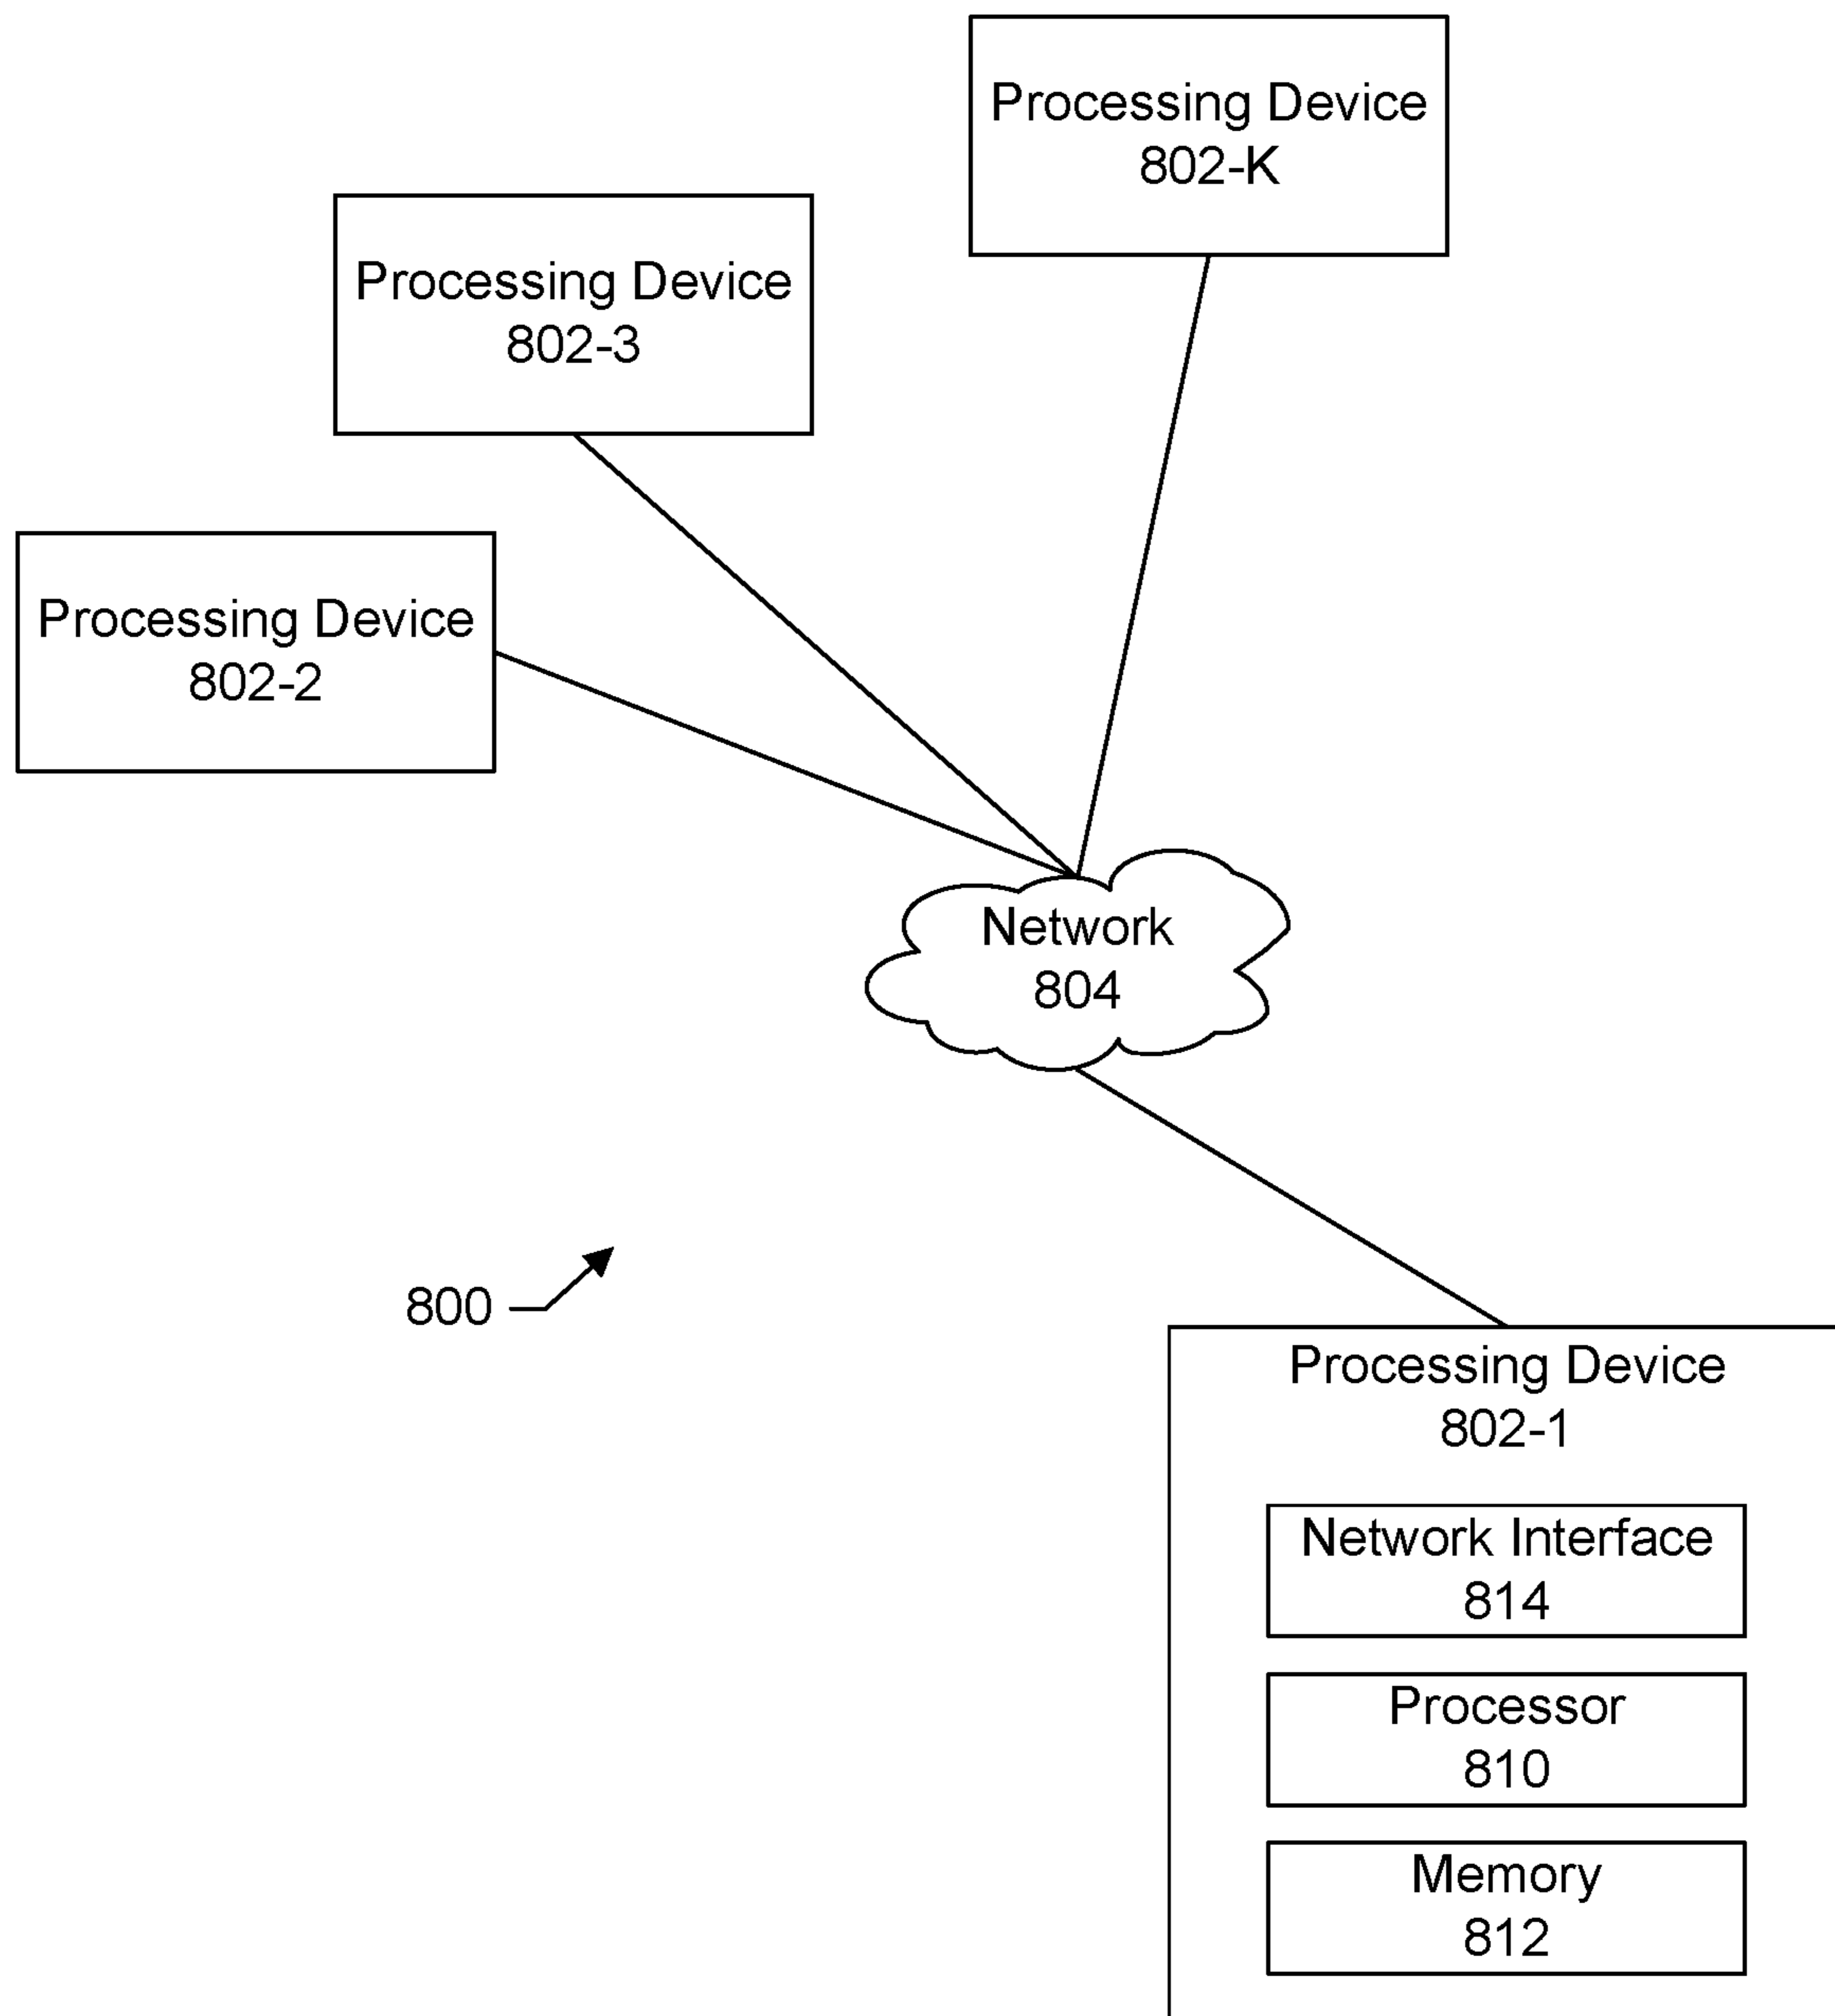 Processing Device
802-K
Processing Device
802-3
Processing Device
802-2
Network
804
800
Processing Device
802-1
Network Interface
814
Processor
810
Memory
812